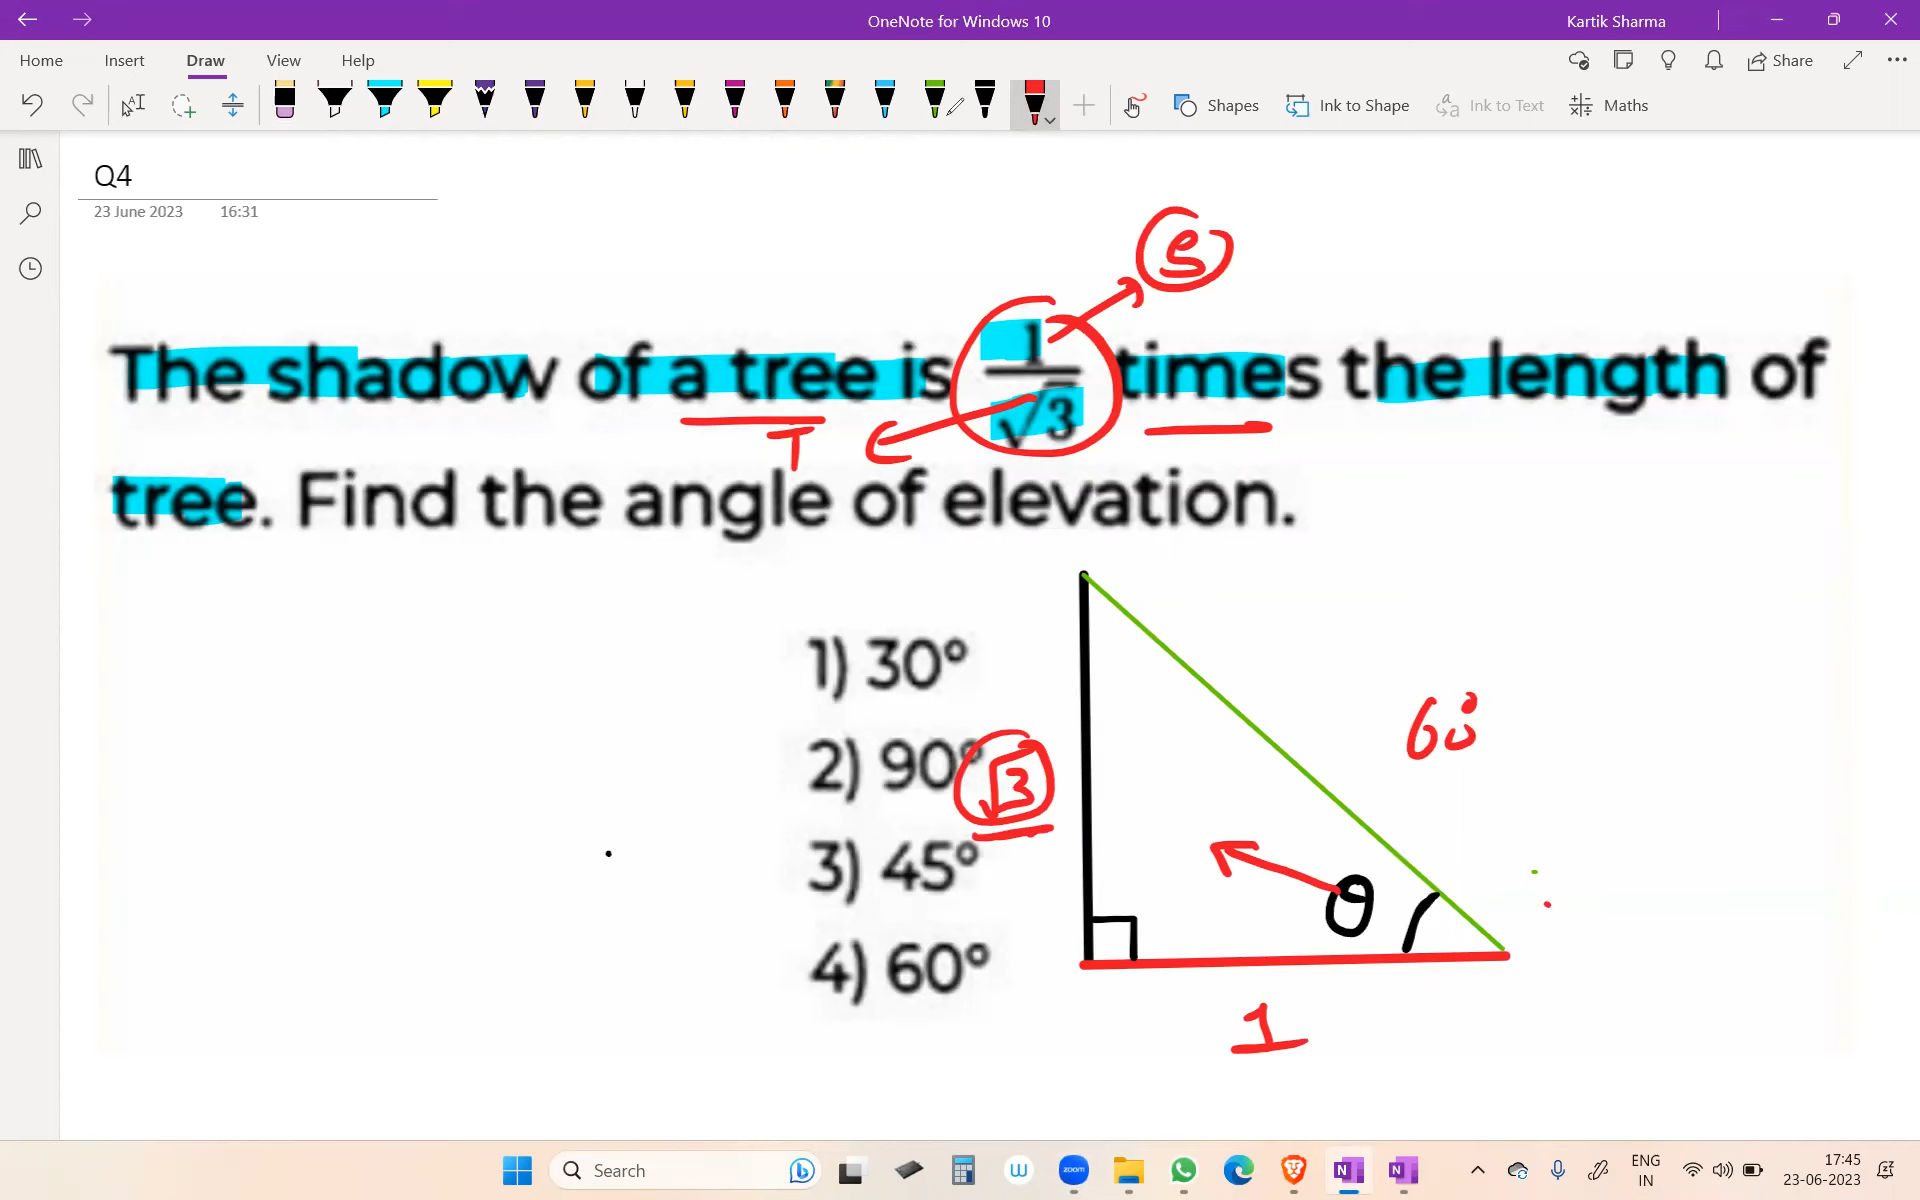 OneNote for Windows 10
Kartik Sharma
Home Insert Draw View Help
Share
Shapes Ink to Shape Ink to Text Maths
Q4
23 June 2023 16:31
S
The shadow of a tree is 1/√3 times the length of
T
tree. Find the angle of elevation.
1) 30°
2) 90°
3) 45°
4) 60°
√3
60°
θ
1
Search
zoom
ENG
IN
17:45
23-06-2023